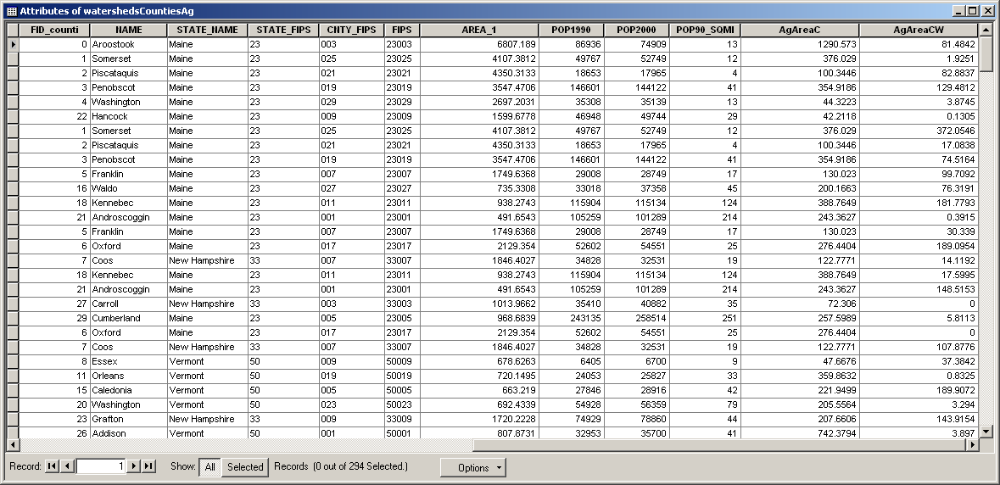 Attributes of watershedsCountiesAg
FID_counti NAME STATE_NAME STATE_FIPS CNTY_FIPS FIPS AREA_1 POP1990 POP2000 POP90_SQMI AgAreaC AgAreaCW
0 Aroostook Maine 23 003 23003 6807.189 86936 74909 13 1290.573 81.4842
1 Somerset Maine 23 025 23025 4107.3812 49767 52749 12 376.029 1.9251
2 Piscataquis Maine 23 021 23021 4350.3133 18653 17965 4 100.3446 82.8837
3 Penobscot Maine 23 019 23019 3547.4706 146601 144122 41 354.9186 129.4812
4 Washington Maine 23 029 23029 2697.2031 35308 35139 13 44.3223 3.8745
22 Hancock Maine 23 009 23009 1599.6778 46948 49744 29 42.2118 0.1305
1 Somerset Maine 23 025 23025 4107.3812 49767 52749 12 376.029 372.0546
2 Piscataquis Maine 23 021 23021 4350.3133 18653 17965 4 100.3446 17.0838
3 Penobscot Maine 23 019 23019 3547.4706 146601 144122 41 354.9186 74.5164
5 Franklin Maine 23 007 23007 1749.6368 29008 28749 17 130.023 99.7092
16 Waldo Maine 23 027 23027 735.3308 33018 37358 45 200.1663 76.3191
18 Kennebec Maine 23 011 23011 938.2743 115904 115134 124 388.7649 181.7793
21 Androscoggin Maine 23 001 23001 491.6543 105259 101289 214 243.3627 0.3915
5 Franklin Maine 23 007 23007 1749.6368 29008 28749 17 130.023 30.339
6 Oxford Maine 23 017 23017 2129.354 52602 54551 25 276.4404 189.0954
7 Coos New Hampshire 33 007 33007 1846.4027 34828 32531 19 122.7771 14.1192
18 Kennebec Maine 23 011 23011 938.2743 115904 115134 124 388.7649 17.5995
21 Androscoggin Maine 23 001 23001 491.6543 105259 101289 214 243.3627 148.5153
27 Carroll New Hampshire 33 003 33003 1013.9662 35410 40882 35 72.306 0
29 Cumberland Maine 23 005 23005 968.6839 243135 258514 251 257.5989 5.8113
6 Oxford Maine 23 017 23017 2129.354 52602 54551 25 276.4404 0
7 Coos New Hampshire 33 007 33007 1846.4027 34828 32531 19 122.7771 107.8776
8 Essex Vermont 50 009 50009 678.6263 6405 6700 9 47.6676 37.3842
11 Orleans Vermont 50 019 50019 720.1495 24053 25827 33 359.8632 0.8325
15 Caledonia Vermont 50 005 50005 663.219 27846 28916 42 221.9499 189.9072
20 Washington Vermont 50 023 50023 692.4339 54928 56359 79 205.5564 3.294
23 Grafton New Hampshire 33 009 33009 1720.2228 74929 78860 44 207.6606 143.9154
26 Addison Vermont 50 001 50001 807.8731 32953 35700 41 742.3794 3.897
Record: 1 Show: All Selected Records (0 out of 294 Selected.) Options